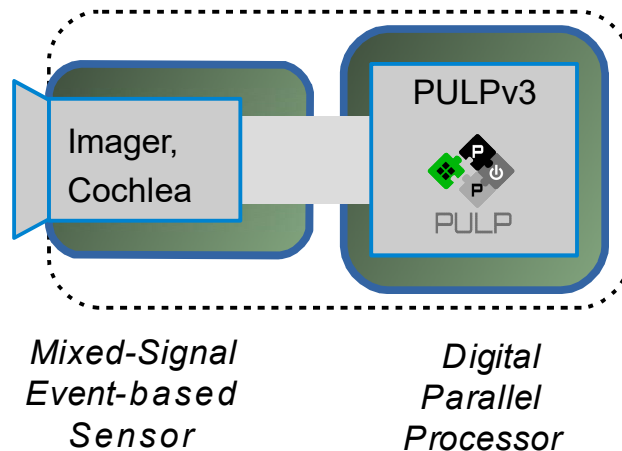 Imager,
Cochlea
PULPv3
P
P
PULP
Mixed-Signal
Event-based
Sensor
Digital
Parallel
Processor